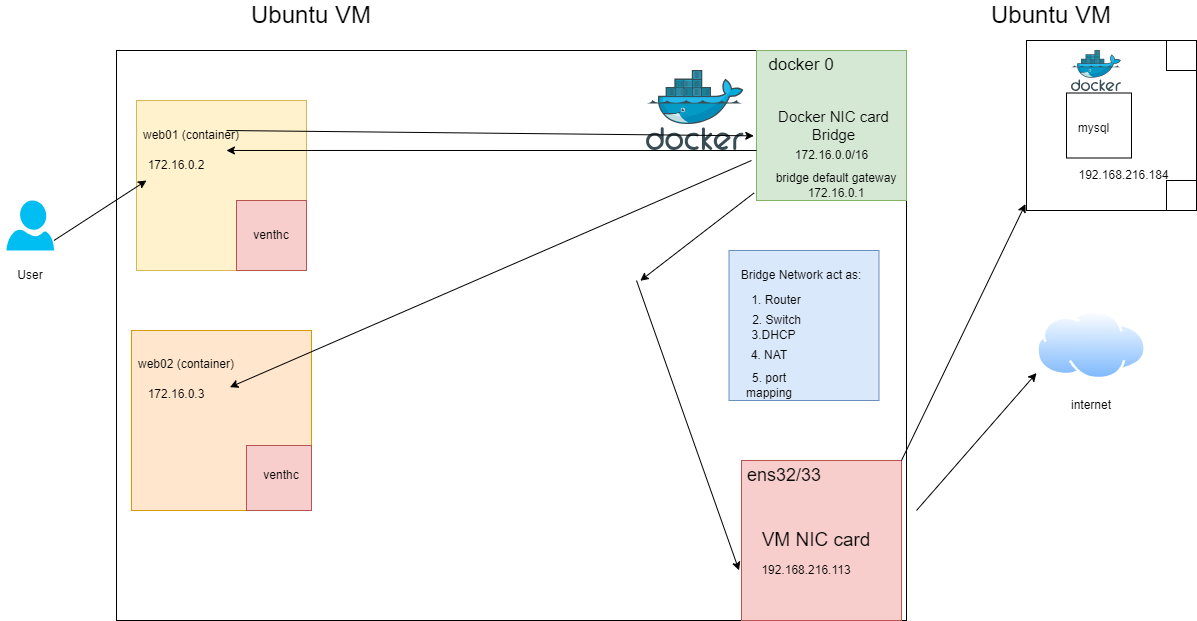 Ubuntu VM
Ubuntu VM
docker 0
docker
docker
web01 (container)
172.16.0.2
venthc
User
Docker NIC card
Bridge
172.16.0.0/16
bridge default gateway
172.16.0.1
mysql
192.168.216.184
Bridge Network act as:
1. Router
2. Switch
3.DHCP
4. NAT
5. port
mapping
web02 (container)
172.16.0.3
venthc
internet
ens32/33
VM NIC card
192.168.216.113